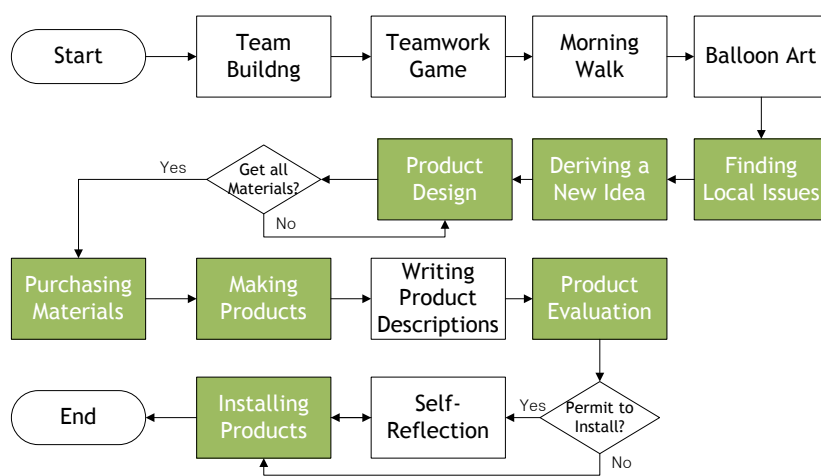 Start
Team
Buildng
Teamwork
Game
Morning
Walk
Balloon Art
Finding
Local Issues
Deriving a
New Idea
Product
Design
Get all
Materials?
Yes
No
Purchasing
Materials
Making
Products
Writing
Product
Descriptions
Product
Evaluation
Permit to
Install?
Yes
No
Self-
Reflection
Installing
Products
End